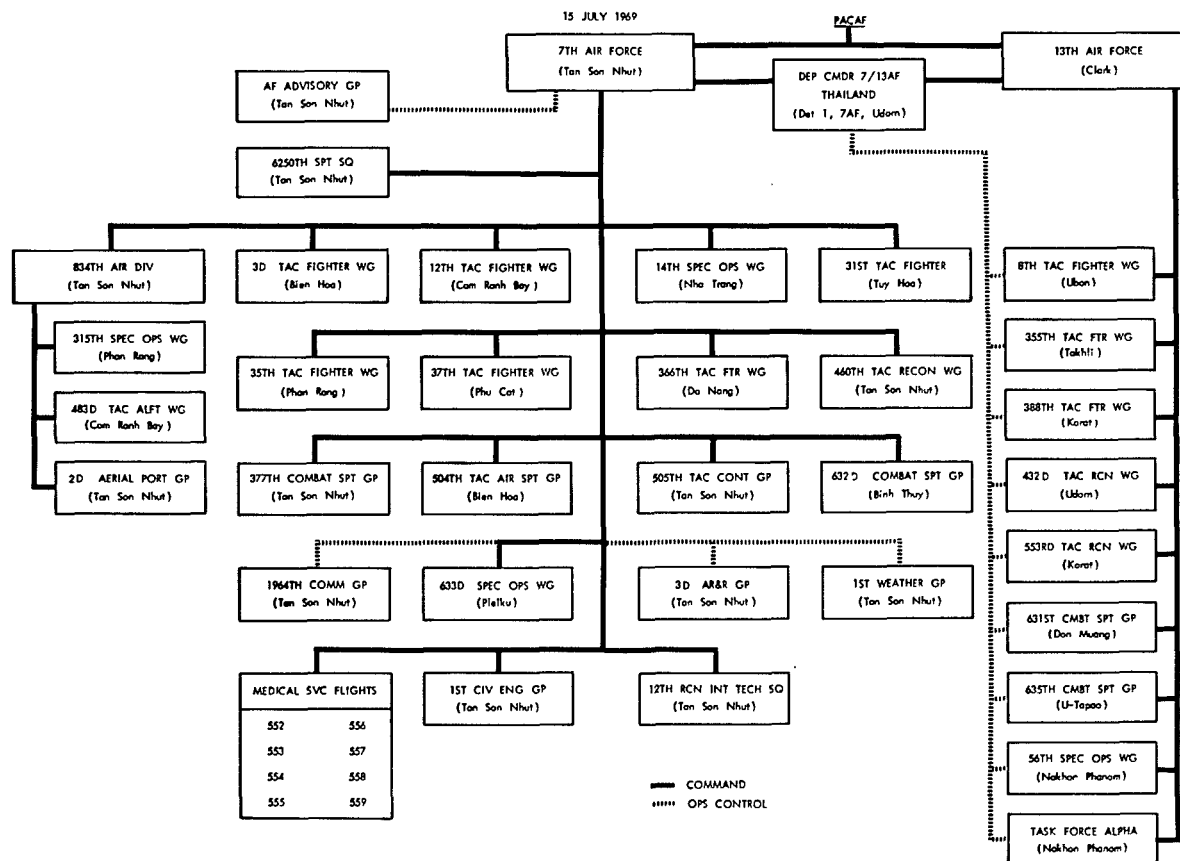 15 JULY 1969
PACAF
7TH AIR FORCE
(Tan Son Nhut)
13TH AIR FORCE
(Clark)
DEP CMDR 7/13AF
THAILAND
(Det 1, 7AF, Udorn)
AF ADVISORY GP
(Tan Son Nhut)
6250TH SPT SQ
(Tan Son Nhut)
834TH AIR DIV
(Tan Son Nhut)
3D TAC FIGHTER WG
(Bien Hoa)
12TH TAC FIGHTER WG
(Cam Ranh Bay)
14TH SPEC OPS WG
(Nha Trang)
31ST TAC FIGHTER
(Tuy Hoa)
315TH SPEC OPS WG
(Phan Rang)
483D TAC ALFT WG
(Cam Ranh Bay)
2D AERIAL PORT GP
(Tan Son Nhut)
35TH TAC FIGHTER WG
(Phan Rang)
37TH TAC FIGHTER WG
(Phu Cat)
366TH TAC FTR WG
(Da Nang)
460TH TAC RECON WG
(Tan Son Nhut)
377TH COMBAT SPT GP
(Tan Son Nhut)
504TH TAC AIR SPT GP
(Bien Hoa)
505TH TAC CONT GP
(Tan Son Nhut)
632D COMBAT SPT GP
(Binh Thuy)
1964TH COMM GP
(Tan Son Nhut)
633D SPEC OPS WG
(Pleiku)
3D AR&R GP
(Tan Son Nhut)
1ST WEATHER GP
(Tan Son Nhut)
MEDICAL SVC FLIGHTS
552 556
553 557
554 558
555 559
1ST CIV ENG GP
(Tan Son Nhut)
12TH RCN INT TECH SQ
(Tan Son Nhut)
8TH TAC FIGHTER WG
(Ubon)
355TH TAC FTR WG
(Takhli)
388TH TAC FTR WG
(Korat)
432D TAC RCN WG
(Udorn)
553RD TAC RCN WG
(Korat)
631ST CMBT SPT GP
(Don Muang)
635TH CMBT SPT GP
(U-Tapao)
56TH SPEC OPS WG
(Nakhon Phanom)
TASK FORCE ALPHA
(Nakhon Phanom)
COMMAND
OPS CONTROL